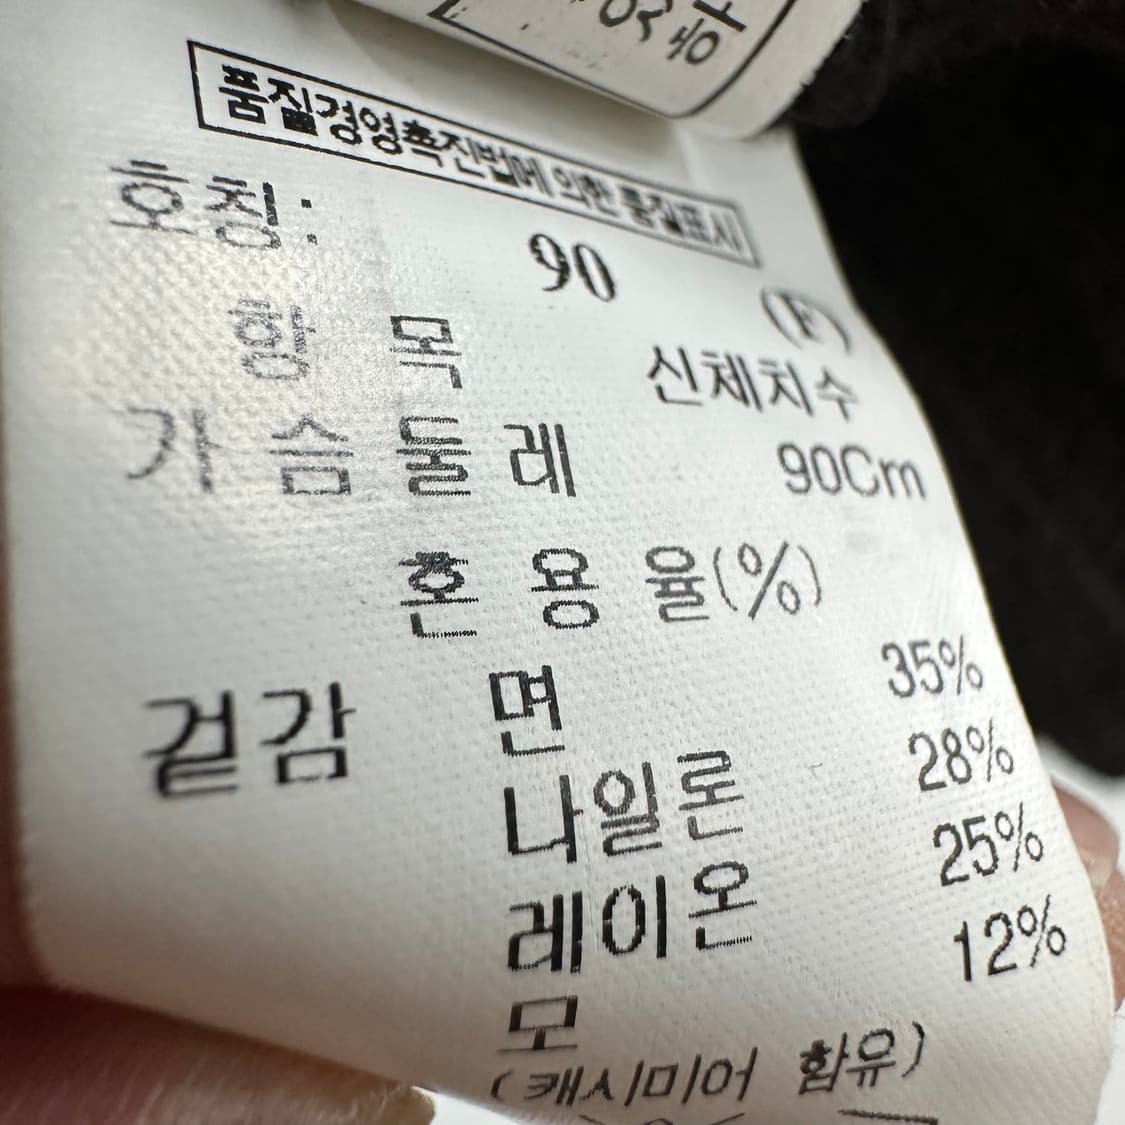 품질경영촉진법에 의한 품질표시
호칭: 90 (F)
항 목 신체치수
가 슴 둘 레 90Cm
혼 용 율(%)
겉감 면 35%
나일론 28%
레이온 25%
모 12%
(캐시미어 함유)